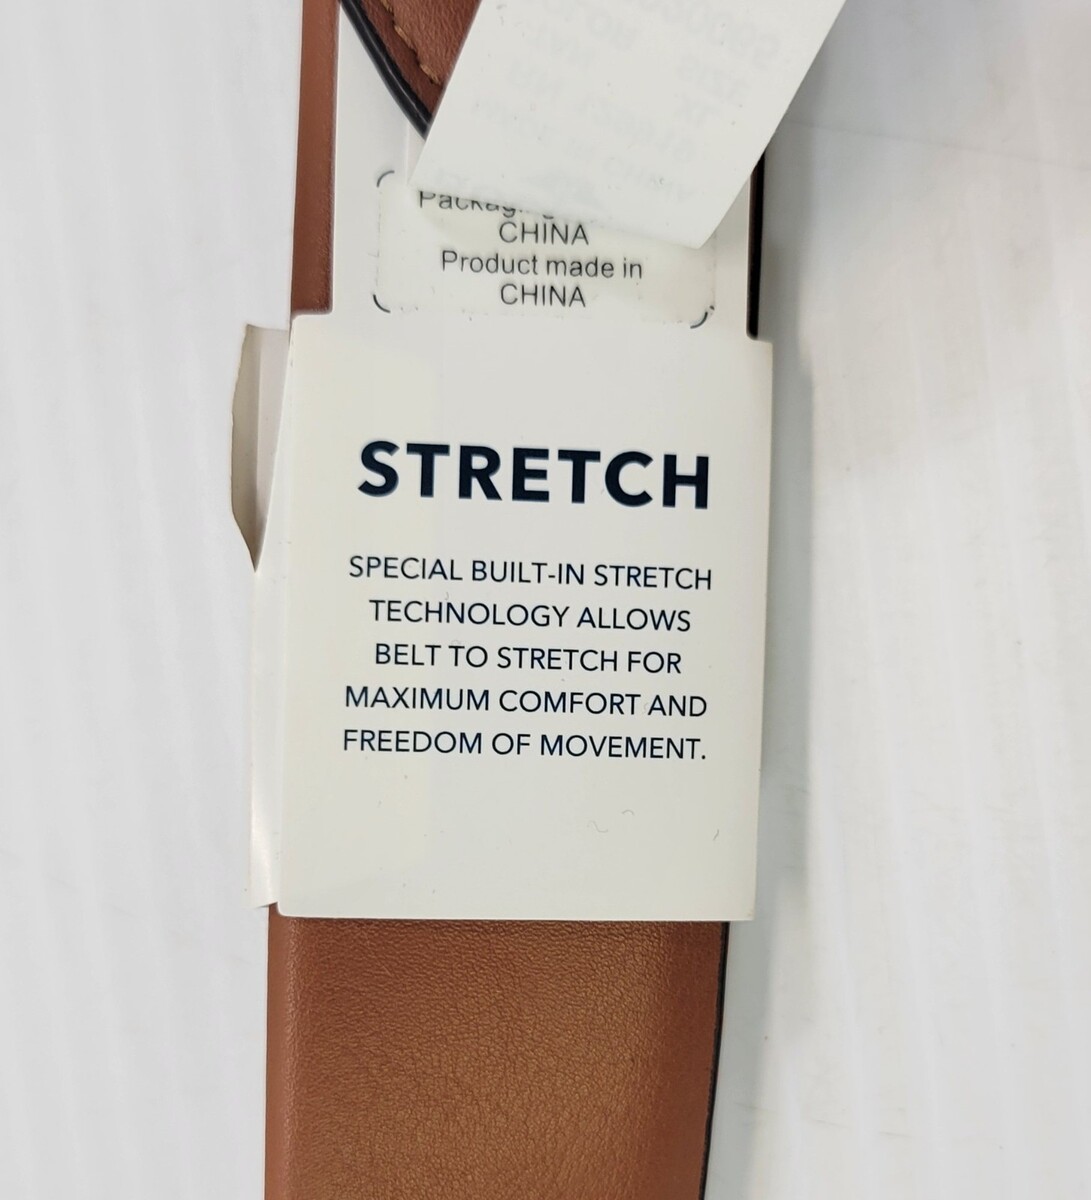 CHINA
Product made in
CHINA
STRETCH
SPECIAL BUILT-IN STRETCH
TECHNOLOGY ALLOWS
BELT TO STRETCH FOR
MAXIMUM COMFORT AND
FREEDOM OF MOVEMENT.